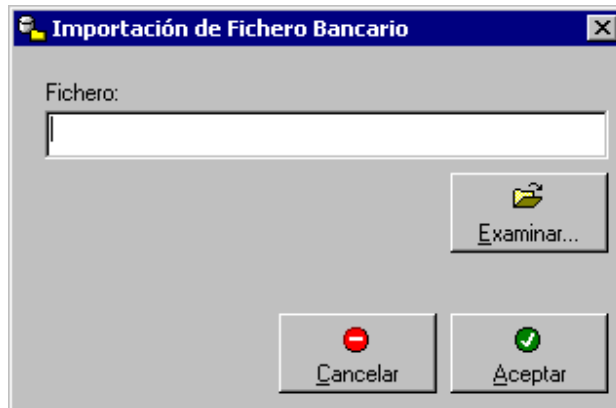 Importación de Fichero Bancario
Fichero:
Examinar...
Cancelar
Aceptar